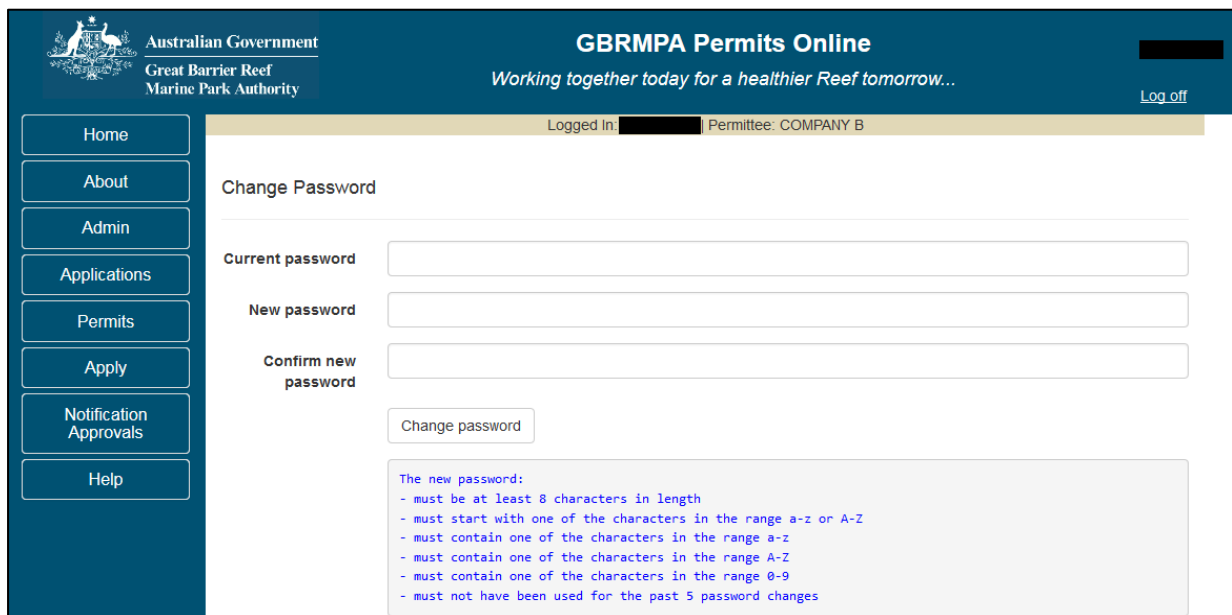 Australian Government
Great Barrier Reef
Marine Park Authority
GBRMPA Permits Online
Working together today for a healthier Reef tomorrow...
Log off
Logged In: | Permittee: COMPANY B
Home
About
Admin
Applications
Permits
Apply
Notification
Approvals
Help
Change Password
Current password
New password
Confirm new
password
Change password
The new password:
- must be at least 8 characters in length
- must start with one of the characters in the range a-z or A-Z
- must contain one of the characters in the range a-z
- must contain one of the characters in the range A-Z
- must contain one of the characters in the range 0-9
- must not have been used for the past 5 password changes